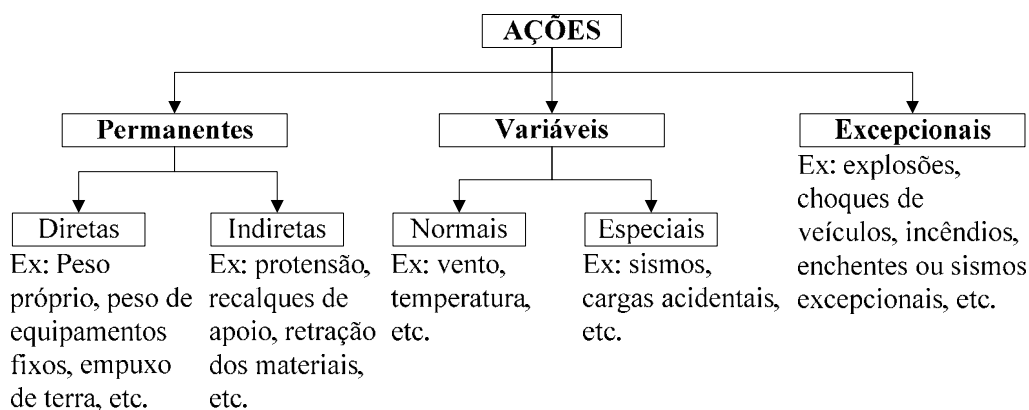 AÇÕES
Permanentes
Variáveis
Excepcionais
Ex: explosões,
choques de
veículos, incêndios,
enchentes ou sismos
excepcionais, etc.
Diretas
Ex: Peso
próprio, peso de
equipamentos
fixos, empuxo
de terra, etc.
Indiretas
Ex: protensão,
recalques de
apoio, retração
dos materiais,
etc.
Normais
Ex: vento,
temperatura,
etc.
Especiais
Ex: sismos,
cargas acidentais,
etc.